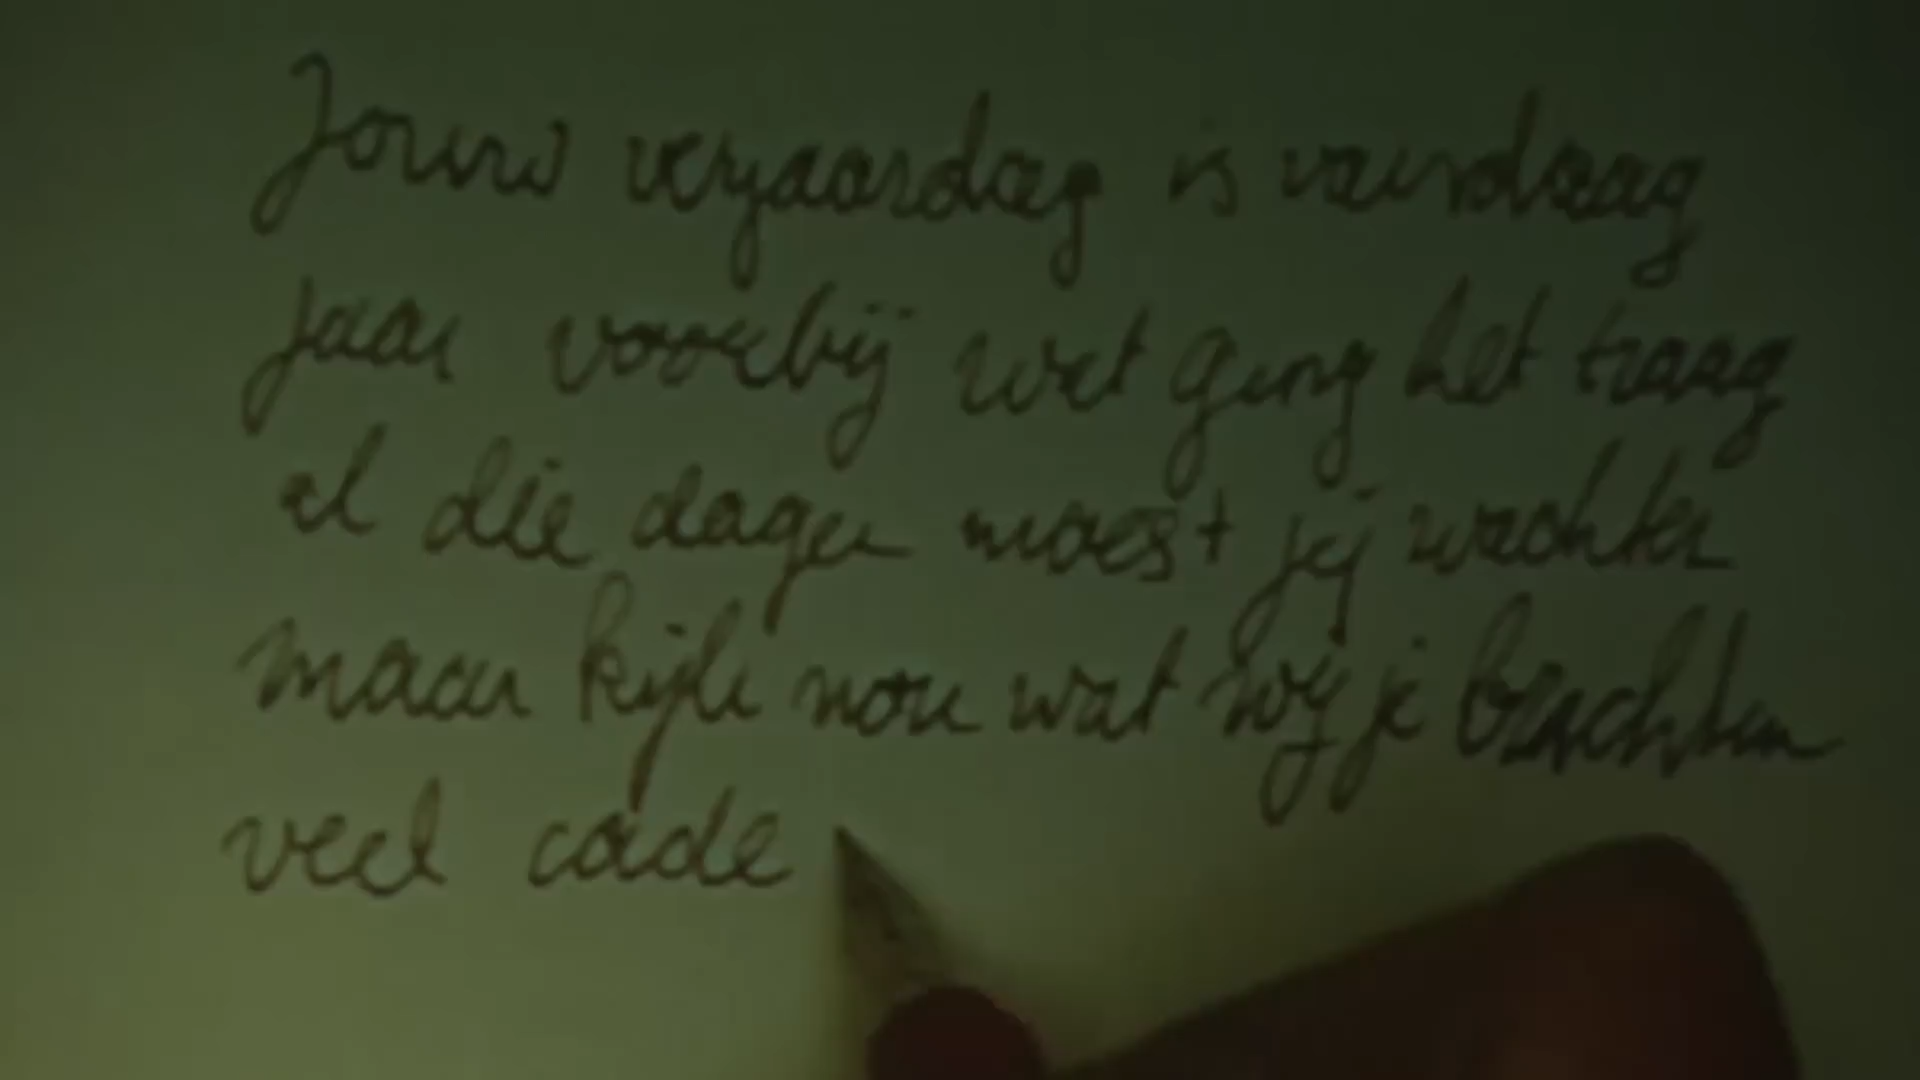 Jouw verjaardag is vandaag
jaar voorbij wat ging het traag
al die dagen moest jij wachten
maar kijk nou wat wij je brachten
veel cade